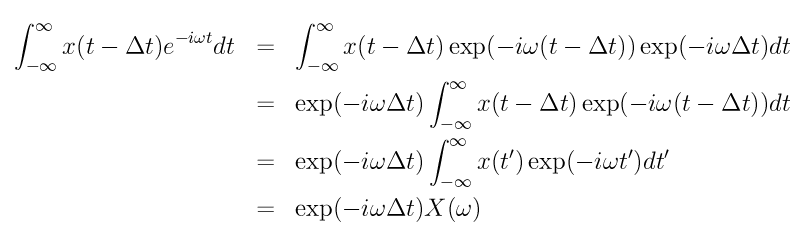 ∫_{-∞}^{∞} x(t − Δt)e^{−iωt}dt = ∫_{-∞}^{∞} x(t − Δt) exp(−iω(t − Δt)) exp(−iωΔt)dt
= exp(−iωΔt) ∫_{-∞}^{∞} x(t − Δt) exp(−iω(t − Δt))dt
= exp(−iωΔt) ∫_{-∞}^{∞} x(t′) exp(−iωt′)dt′
= exp(−iωΔt)X(ω)